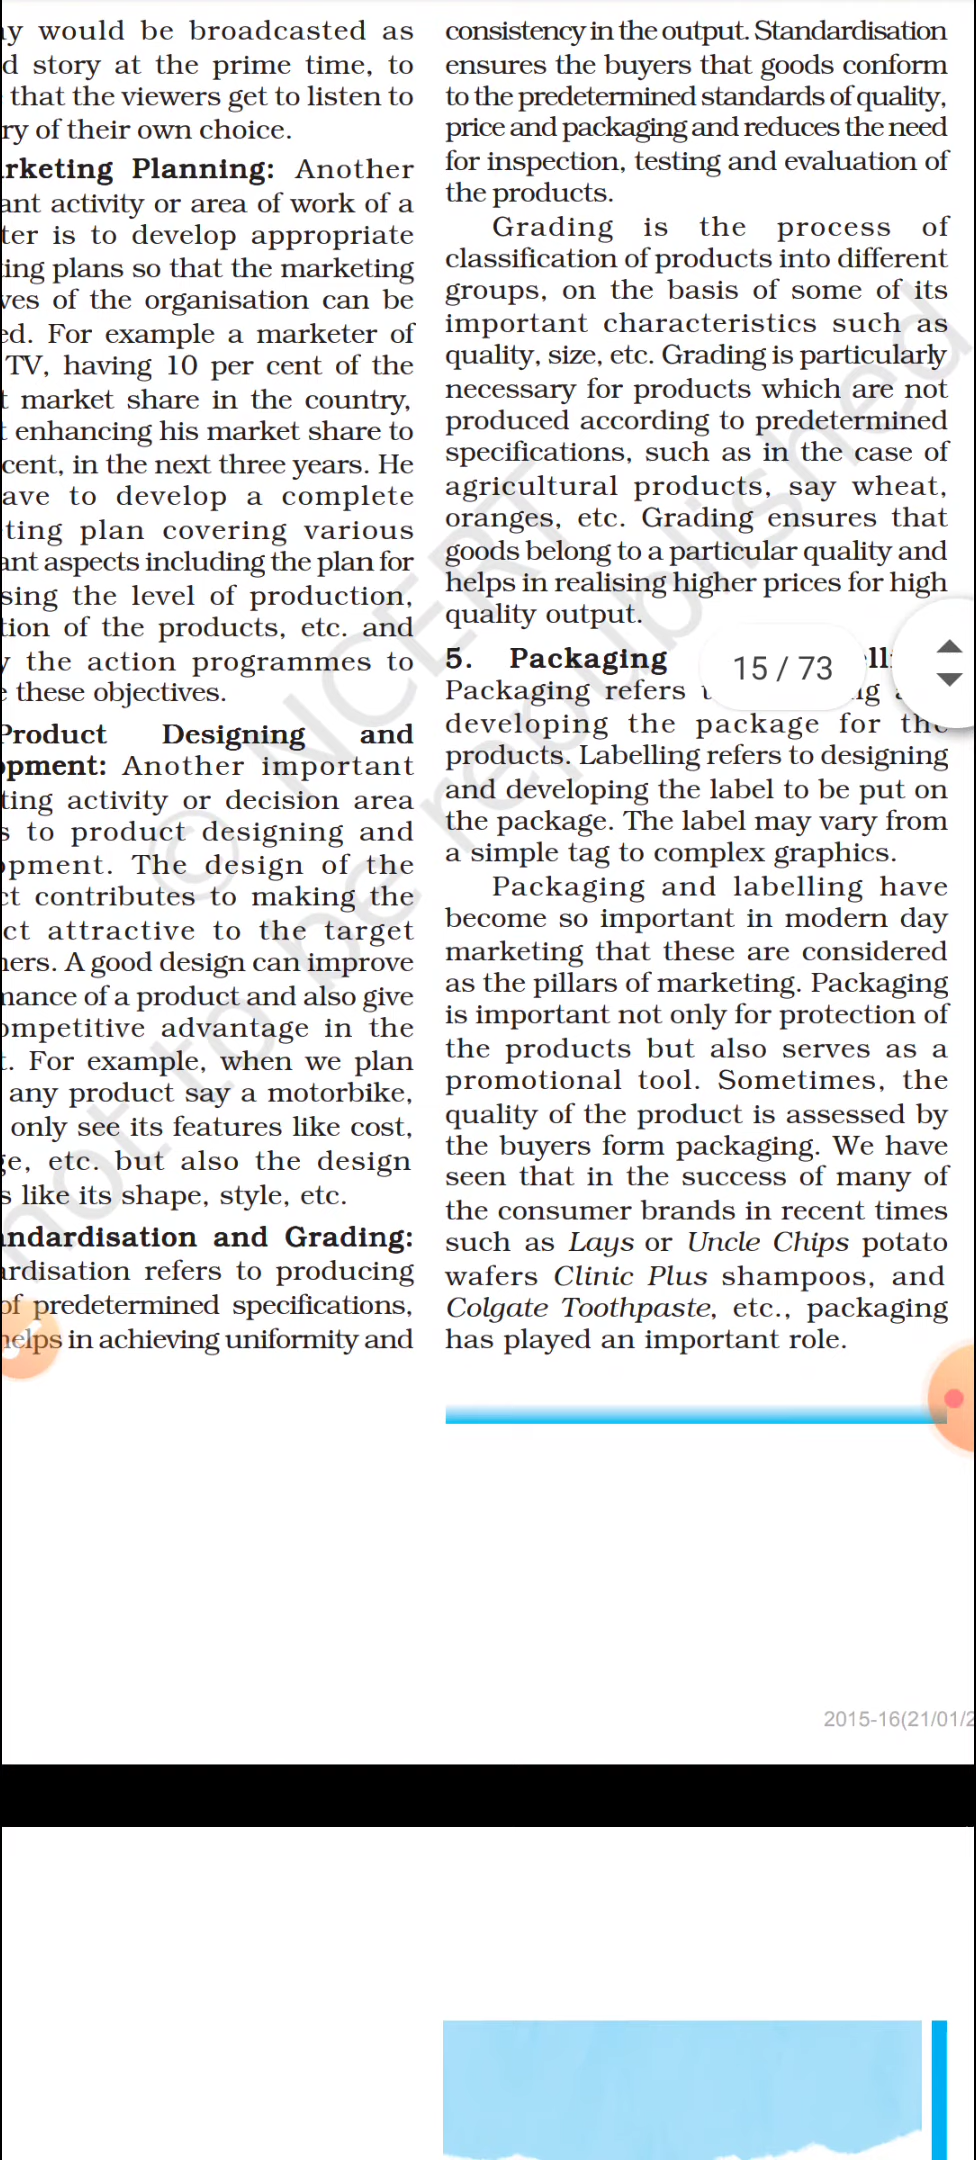 would be broadcasted as
story at the prime time, to
that the viewers get to listen to
of their own choice.
Planning: Another
activity or area of work of a
is to develop appropriate
plans so that the marketing
of the organisation can be
For example a marketer of
TV, having 10 per cent of the
market share in the country,
enhancing his market share to
cent, in the next three years. He
to develop a complete
plan covering various
aspects including the plan for
the level of production,
of the products, etc. and
the action programmes to
these objectives.
Product Designing and
Another important
activity or decision area
to product designing and
The design of the
contributes to making the
attractive to the target
A good design can improve
of a product and also give
advantage in the
For example, when we plan
any product say a motorbike,
only see its features like cost,
etc. but also the design
like its shape, style, etc.
and Grading:
refers to producing
of predetermined specifications,
helps in achieving uniformity and
consistency in the output. Standardisation
ensures the buyers that goods conform
to the predetermined standards of quality,
price and packaging and reduces the need
for inspection, testing and evaluation of
the products.
Grading is the process of
classification of products into different
groups, on the basis of some of its
important characteristics such as
quality, size, etc. Grading is particularly
necessary for products which are not
produced according to predetermined
specifications, such as in the case of
agricultural products, say wheat,
oranges, etc. Grading ensures that
goods belong to a particular quality and
helps in realising higher prices for high
quality output.
5. Packaging
Packaging refers
developing the package for the
products. Labelling refers to designing
and developing the label to be put on
the package. The label may vary from
a simple tag to complex graphics.
Packaging and labelling have
become so important in modern day
marketing that these are considered
as the pillars of marketing. Packaging
is important not only for protection of
the products but also serves as a
promotional tool. Sometimes, the
quality of the product is assessed by
the buyers form packaging. We have
seen that in the success of many of
the consumer brands in recent times
such as Lays or Uncle Chips potato
wafers Clinic Plus shampoos, and
Colgate Toothpaste, etc., packaging
has played an important role.
15 / 73
© NCERT
not to be republished
2015-16(21/01/2